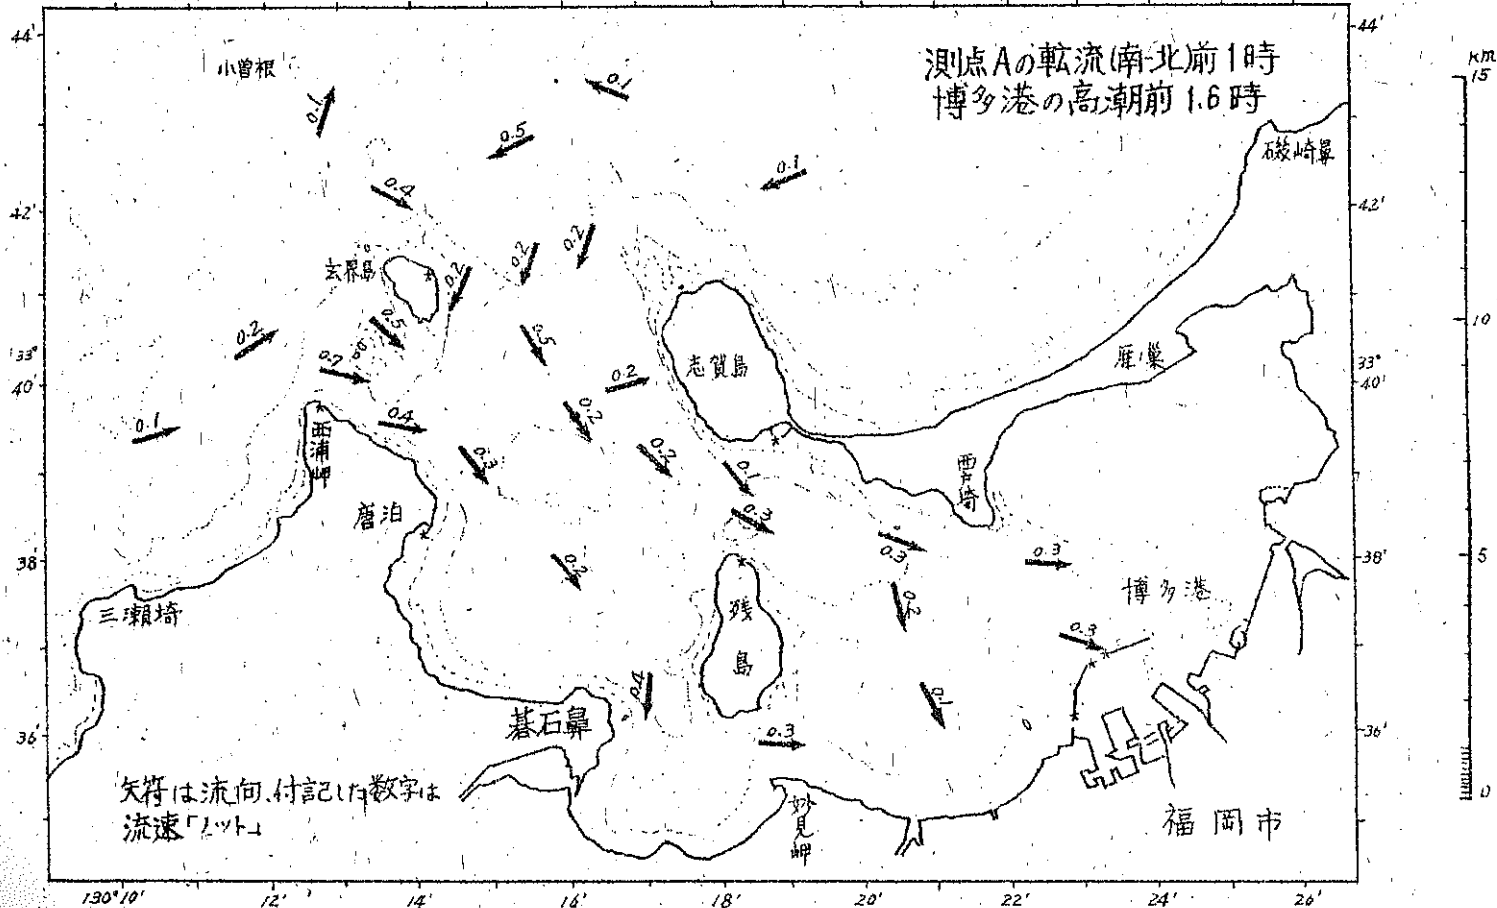 44'
44'
小曽根
測点Aの転流(南-北)前1時
博多港の高潮前1.6時
km
15
0.1
0.1
0.5
0.1
磯崎鼻
0.4
42'
42'
0.2
0.2
玄界島
0.2
0.5
0.2
0.5
10
33°
40'
0.7
志賀島
雁ノ巣
33°
40'
0.2
0.1
0.4
0.2
西浦岬
0.3
0.2
0.1
西戸崎
唐泊
0.3
0.3
0.3
38'
38'
5
0.2
0.2
博多港
三瀬埼
残島
0.3
0.4
0.1
碁石鼻
36'
36'
0.3
矢符は流向、付記した数字は
流速「ノット」
妙見岬
福岡市
0
130°10'
12'
14'
16'
18'
20'
22'
24'
26'